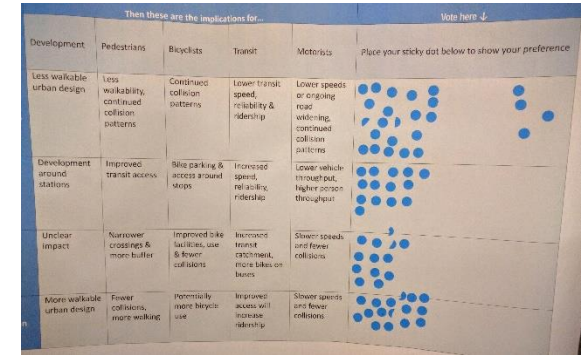 Then these are the implications for...
Vote here ↓
Development
Pedestrians
Bicyclists
Transit
Motorists
Place your sticky dot below to show your preference
Less walkable
urban design
Less
walkability,
continued
collision
patterns
Continued
collision
patterns
Lower transit
speed,
reliability &
ridership
Lower speeds
or ongoing
road
widening,
continued
collision
patterns
Development
around
stations
Improved
transit access
Bike parking &
access around
stops
Increased
speed,
reliability,
ridership
Lower vehicle
throughput,
higher person
throughput
Unclear
impact
Narrower
crossings &
more buffer
Improved bike
facilities, use
& fewer
collisions
Increased
transit
catchment,
more bikes on
buses
Slower speeds
and fewer
collisions
More walkable
urban design
Fewer
collisions,
more walking
Potentially
more bicycle
use
Improved
access will
increase
ridership
Slower speeds
and fewer
collisions